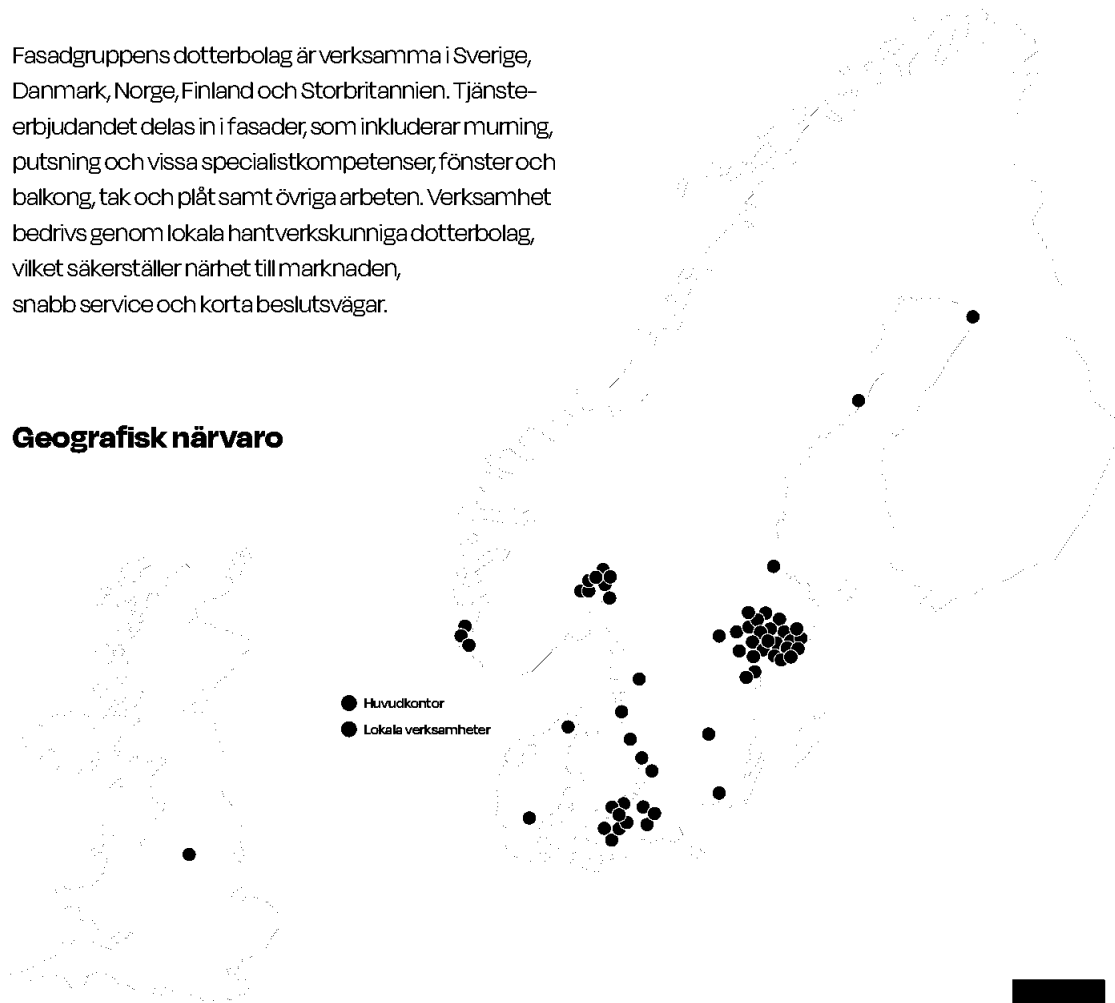 Fasadgruppens dotterbolag är verksamma i Sverige,
Danmark, Norge, Finland och Storbritannien. Tjänste-
erbjudandet delas in i fasader, som inkluderar murning,
putsning och vissa specialistkompetenser, fönster och
balkong, tak och plåt samt övriga arbeten. Verksamhet
bedrivs genom lokala hantverkskunniga dotterbolag,
vilket säkerställer närhet till marknaden,
snabb service och korta beslutsvägar.
Geografisk närvaro
Huvudkontor
Lokala verksamheter